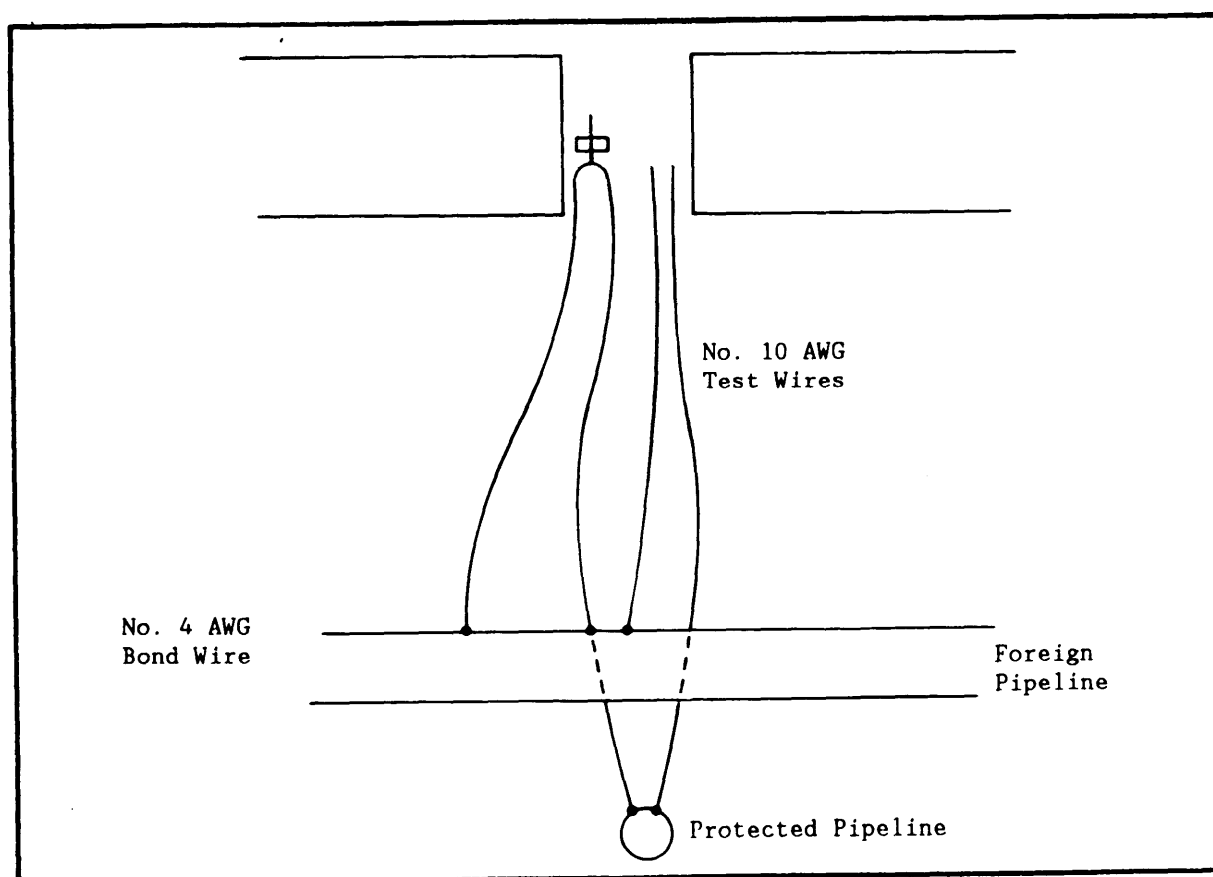 No. 10 AWG
Test Wires
No. 4 AWG
Bond Wire
Foreign
Pipeline
Protected Pipeline